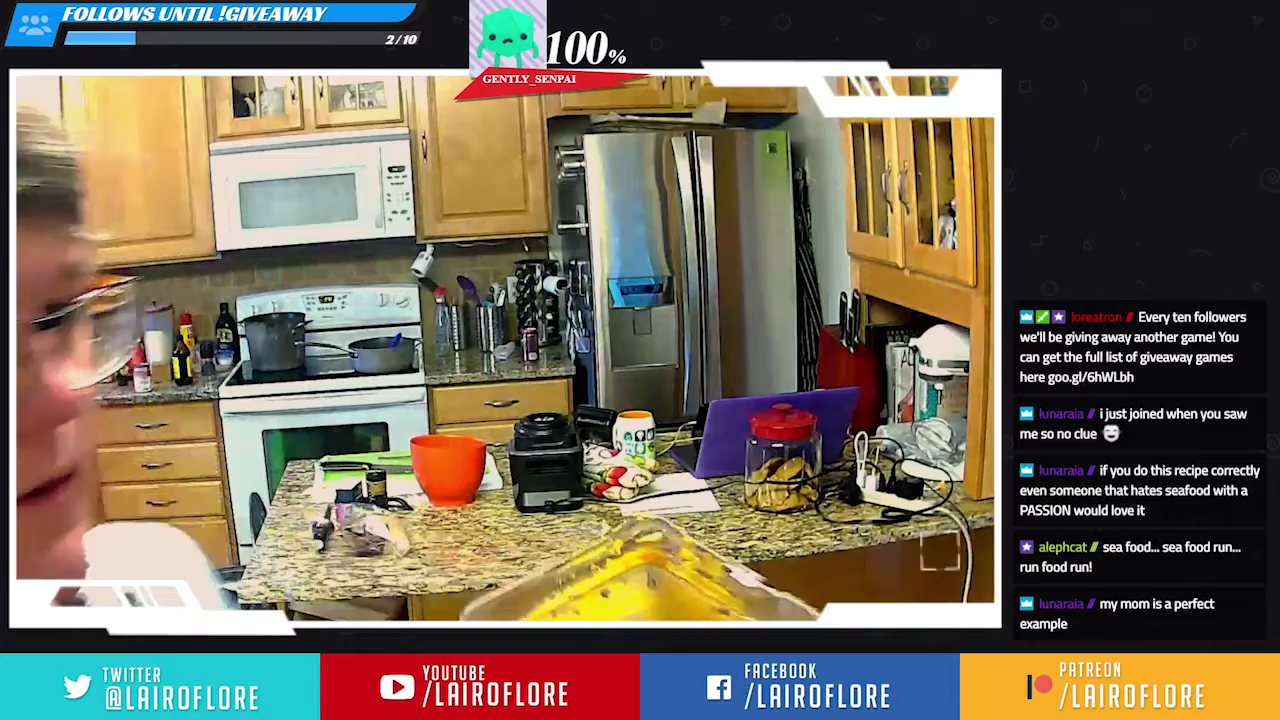 FOLLOWS UNTIL !GIVEAWAY
2/10
100%
GENTLY_SENPAI
loreatron // Every ten followers
we'll be giving away another game! You
can get the full list of giveaway games
here goo.gl/6hWLbh
lunaraia // i just joined when you saw
me so no clue
lunaraia // if you do this recipe correctly
even someone that hates seafood with a
PASSION would love it
alephcat // sea food... sea food run...
run food run!
lunaraia // my mom is a perfect
example
TWITTER
@LAIROFLORE
YOUTUBE
/LAIROFLORE
FACEBOOK
/LAIROFLORE
PATREON
/LAIROFLORE